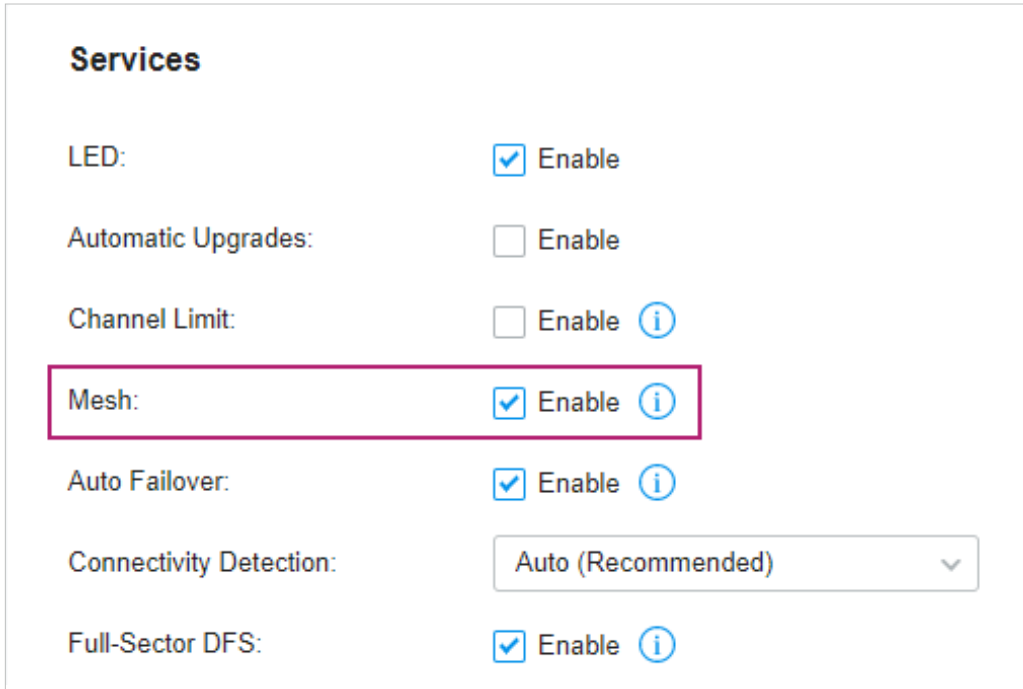 Services
LED: Enable
Automatic Upgrades: Enable
Channel Limit: Enable i
Mesh: Enable i
Auto Failover: Enable i
Connectivity Detection: Auto (Recommended)
Full-Sector DFS: Enable i